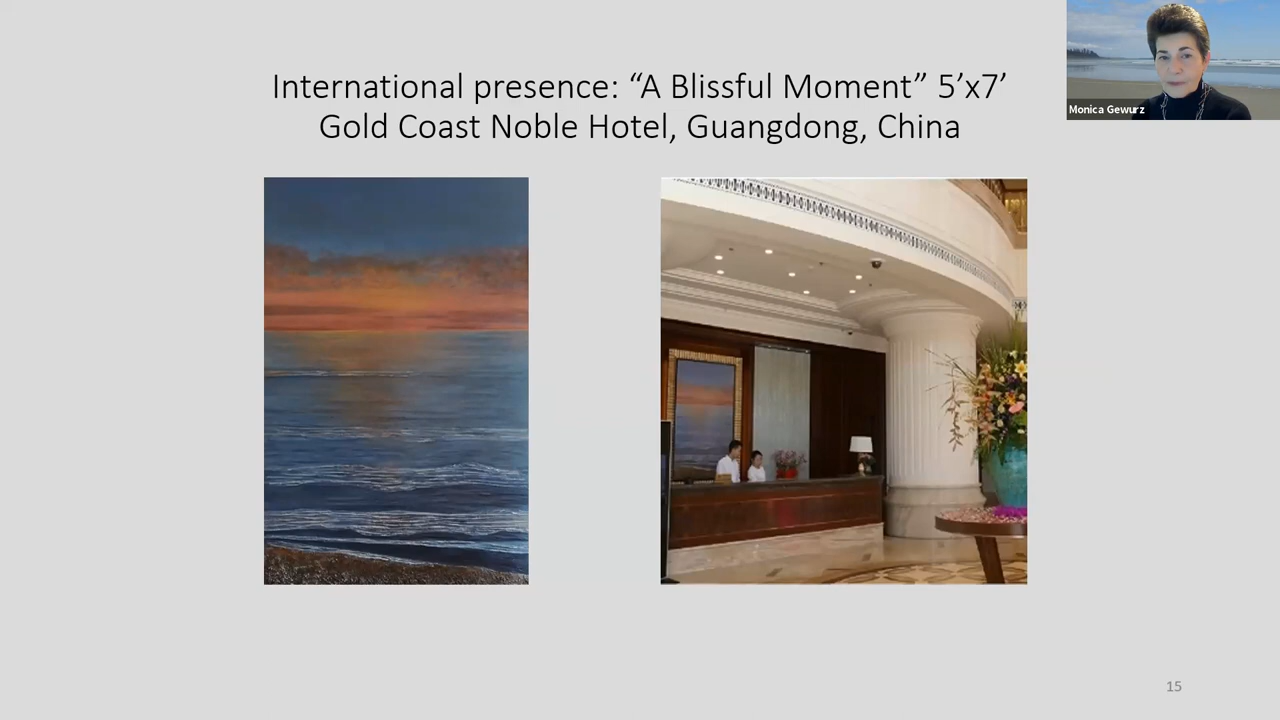 International presence: “A Blissful Moment” 5’x7’
Gold Coast Noble Hotel, Guangdong, China
Monica Gewurz
15